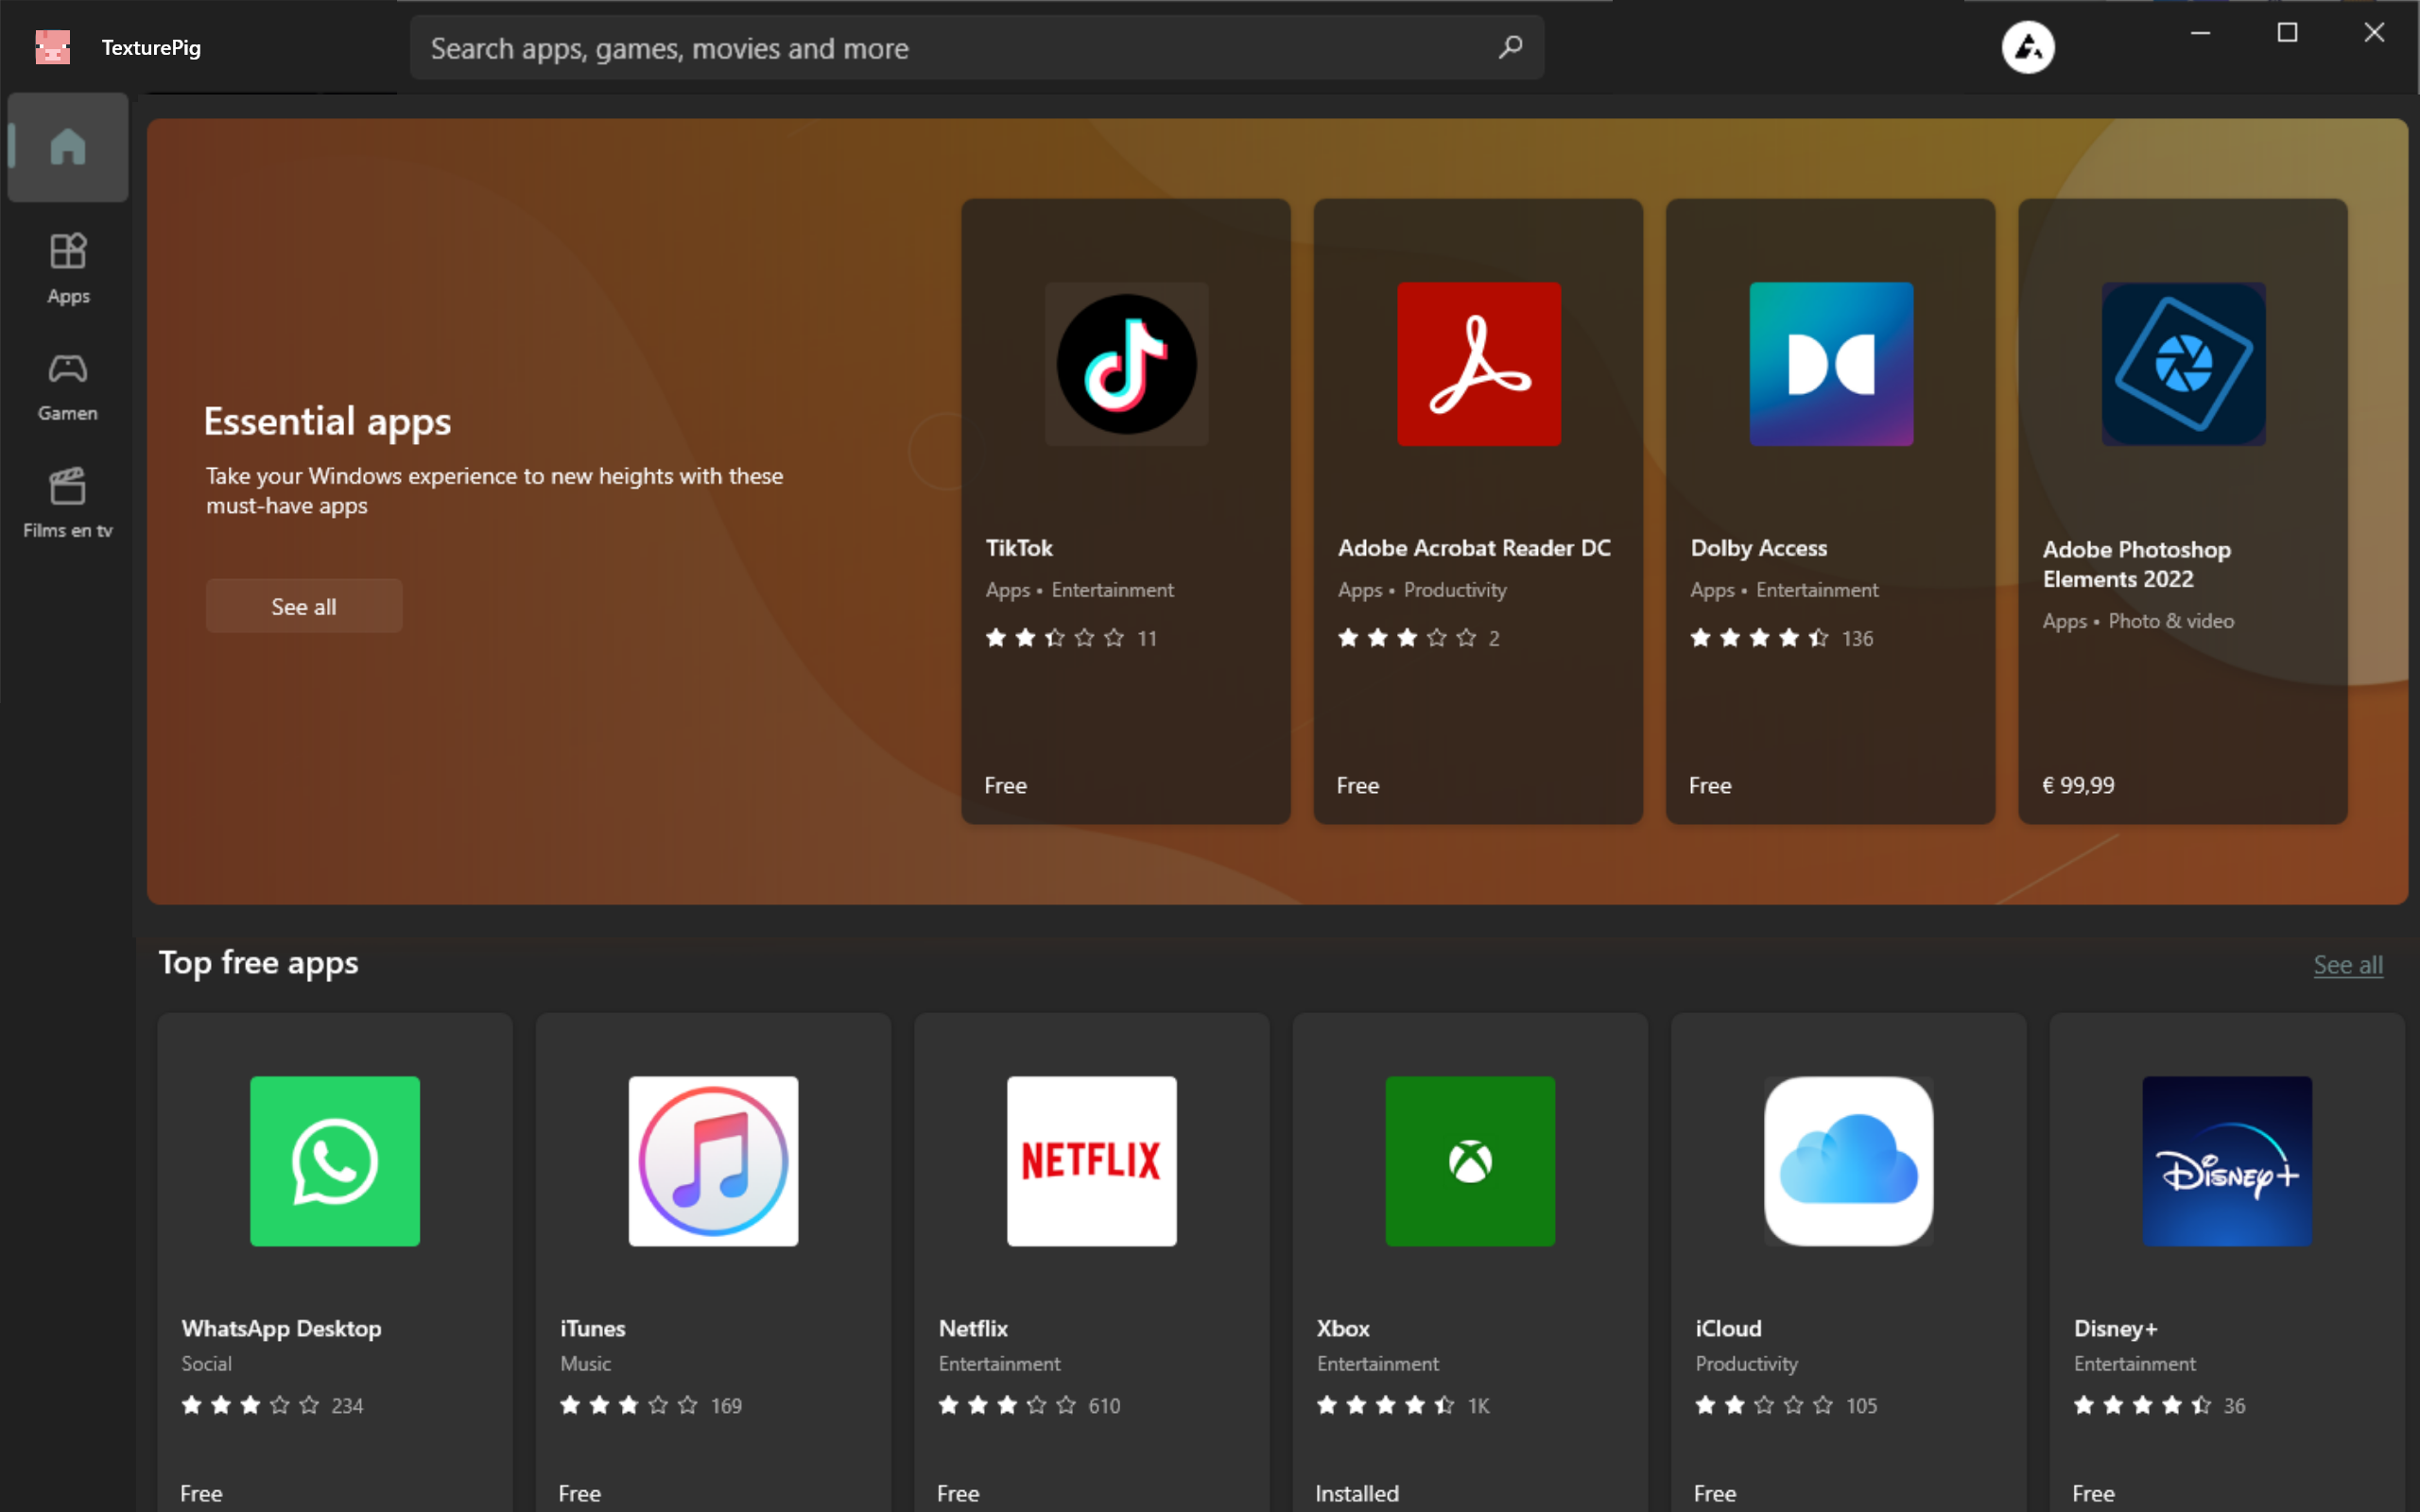 TexturePig
Search apps, games, movies and more
Apps
Gamen
Films en tv
Essential apps
Take your Windows experience to new heights with these
must-have apps
See all
TikTok
Apps • Entertainment
11
Free
Adobe Acrobat Reader DC
Apps • Productivity
2
Free
Dolby Access
Apps • Entertainment
136
Free
Adobe Photoshop
Elements 2022
Apps • Photo & video
€ 99,99
Top free apps
See all
WhatsApp Desktop
Social
234
Free
iTunes
Music
169
Free
NETFLIX
Netflix
Entertainment
610
Free
Xbox
Entertainment
1K
Installed
iCloud
Productivity
105
Free
Disney+
Disney+
Entertainment
36
Free